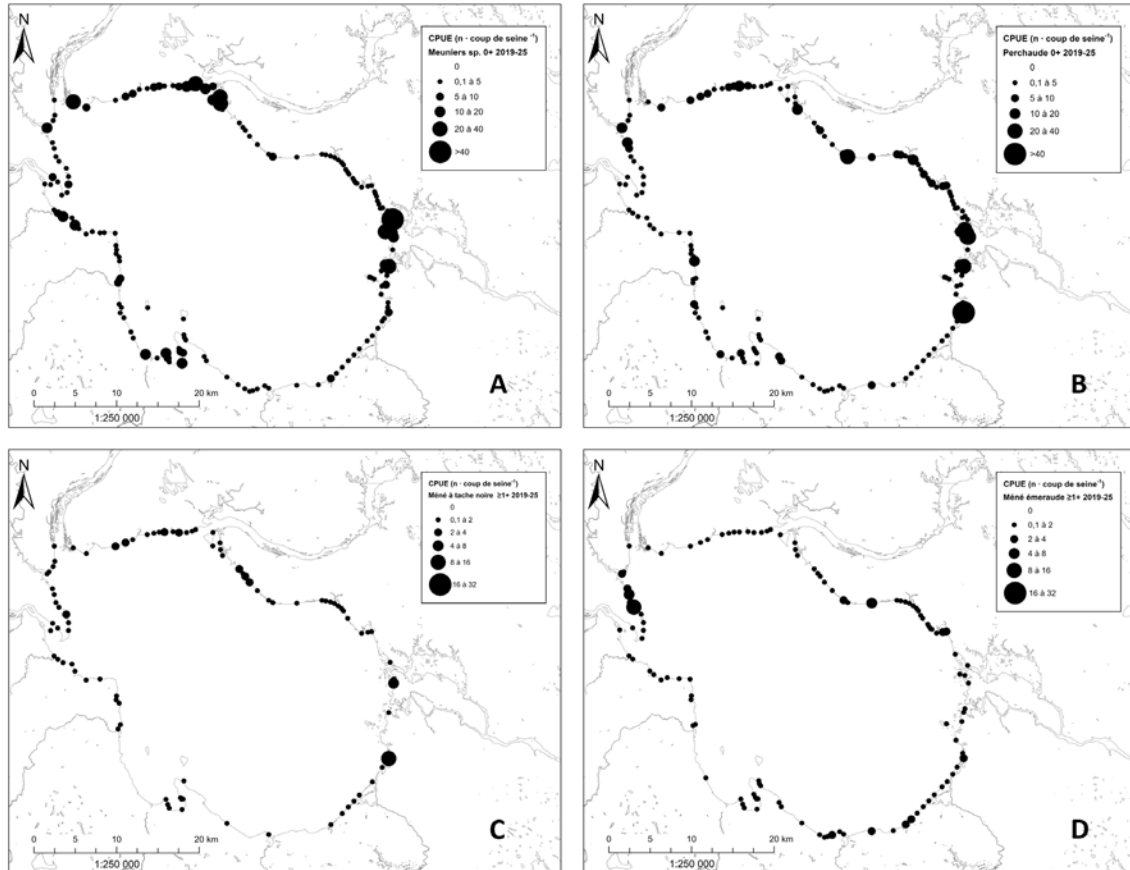 N
CPUE (n · coup de seine ⁻¹)
Meuniers sp. 0+ 2019-25
0
0,1 à 5
5 à 10
10 à 20
20 à 40
>40
0 5 10 20 km
1:250 000
A
N
CPUE (n · coup de seine ⁻¹)
Perchaude 0+ 2019-25
0
0,1 à 5
5 à 10
10 à 20
20 à 40
>40
0 5 10 20 km
1:250 000
B
N
CPUE (n · coup de seine⁻¹)
Méné à tache noire ≥1+ 2019-25
0
0,1 à 2
2 à 4
4 à 8
8 à 16
16 à 32
0 5 10 20 km
1:250 000
C
N
CPUE (n · coup de seine⁻¹)
Méné émeraude ≥1+ 2019-25
0
0,1 à 2
2 à 4
4 à 8
8 à 16
16 à 32
0 5 10 20 km
1:250 000
D